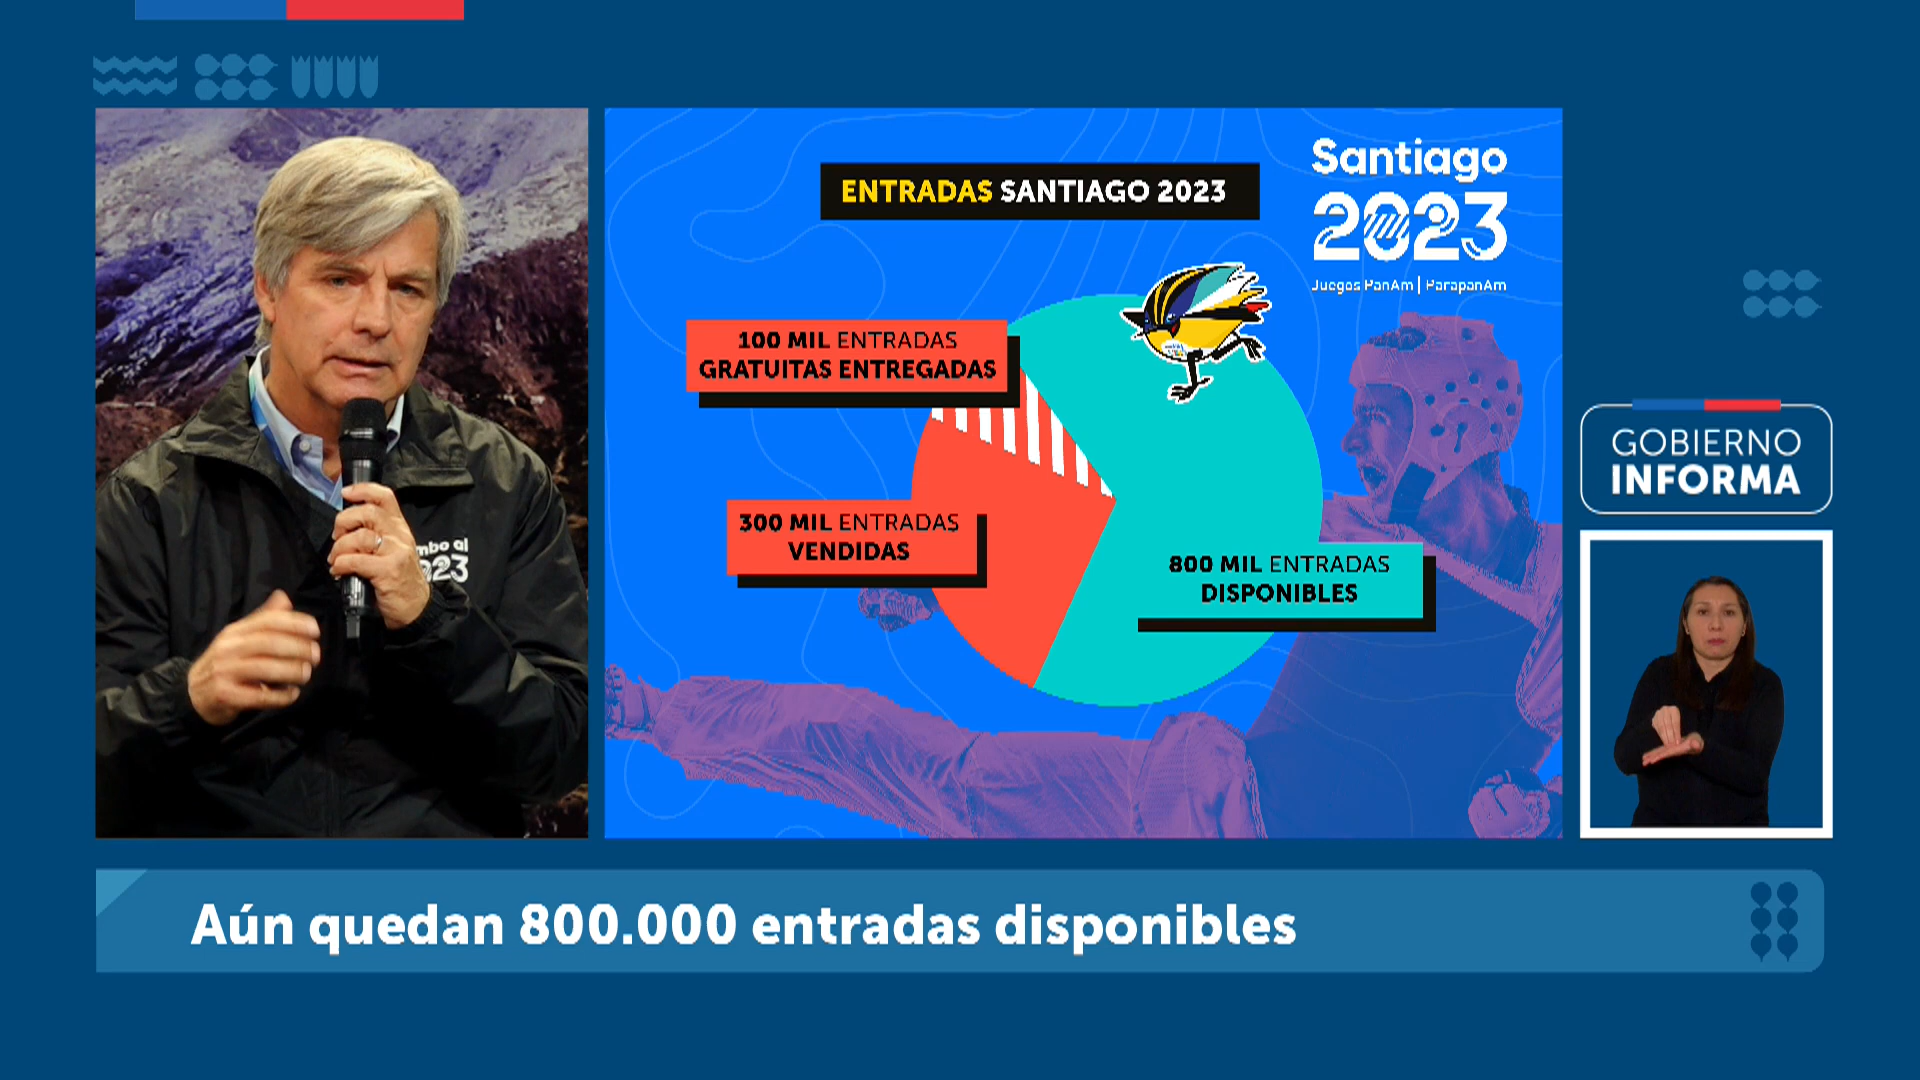 ENTRADAS SANTIAGO 2023
Santiago
2023
Juegos PanAm | ParapanAm
100 MIL ENTRADAS
GRATUITAS ENTREGADAS
300 MIL ENTRADAS
VENDIDAS
800 MIL ENTRADAS
DISPONIBLES
GOBIERNO
INFORMA
Aún quedan 800.000 entradas disponibles